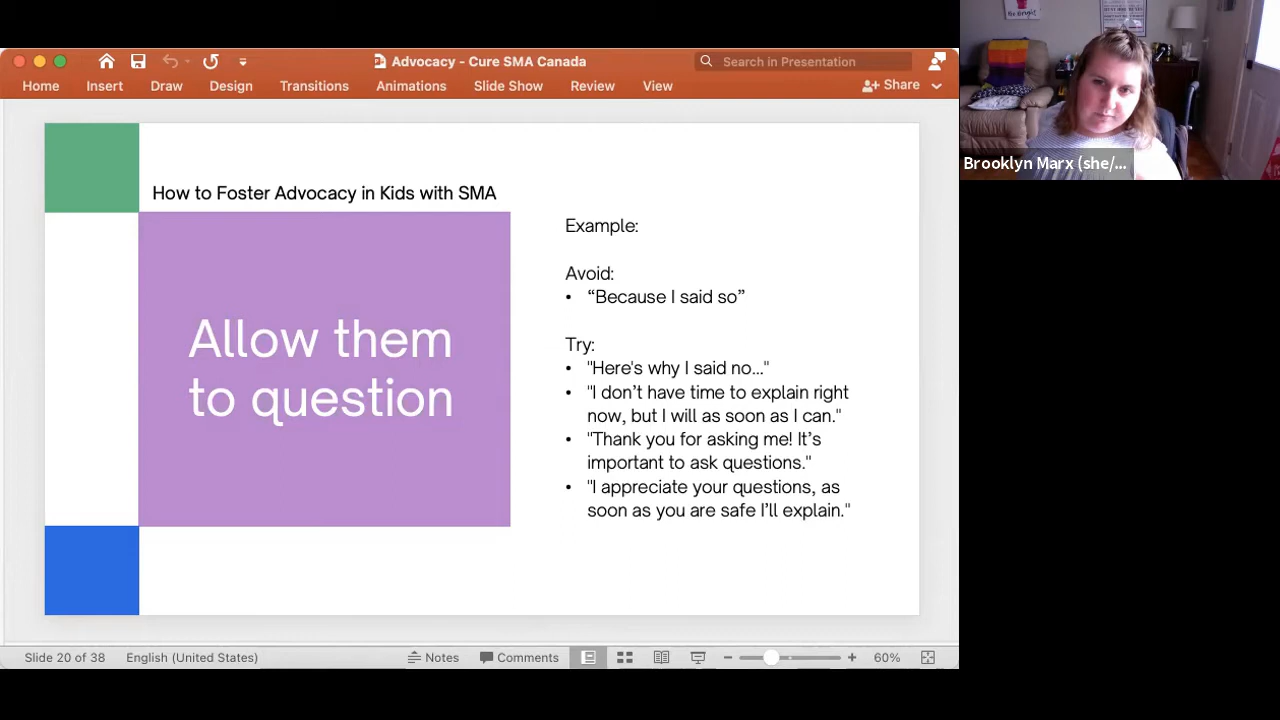 Advocacy - Cure SMA Canada
Search in Presentation
Home Insert Draw Design Transitions Animations Slide Show Review View Share
How to Foster Advocacy in Kids with SMA
Allow them
to question
Example:
Avoid:
• “Because I said so”
Try:
• "Here's why I said no..."
• "I don’t have time to explain right
now, but I will as soon as I can."
• "Thank you for asking me! It’s
important to ask questions."
• "I appreciate your questions, as
soon as you are safe I’ll explain."
Slide 20 of 38 English (United States) Notes Comments 60%
Brooklyn Marx (she/...